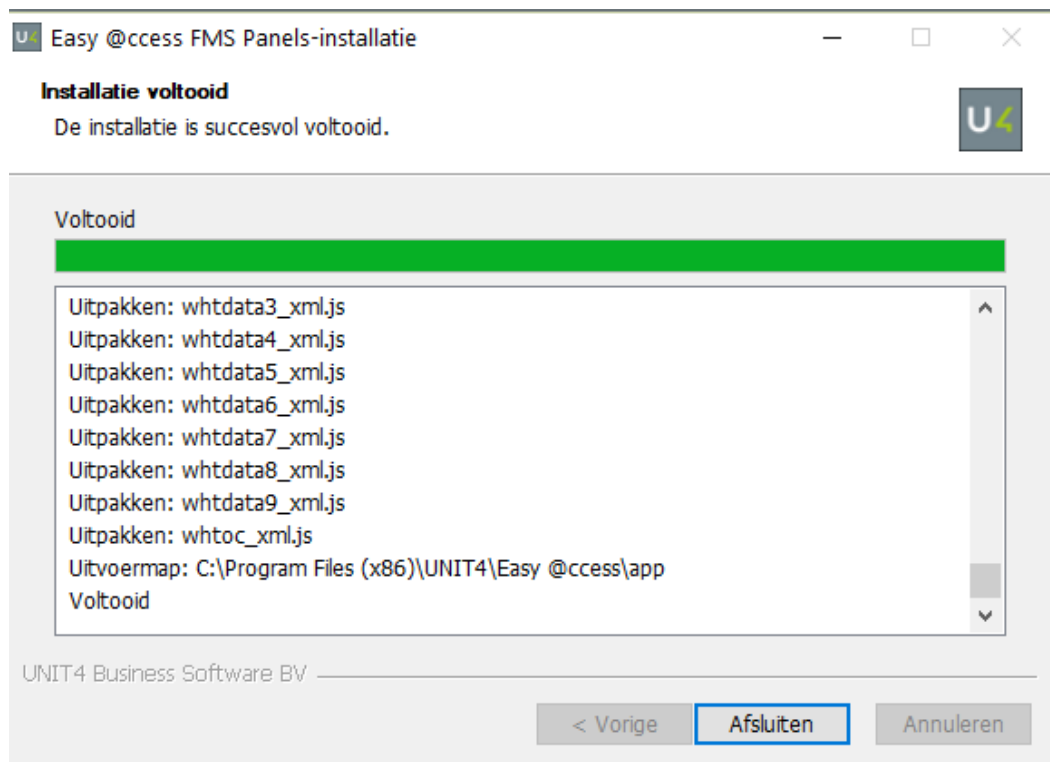 U4 Easy @ccess FMS Panels-installatie
Installatie voltooid
De installatie is succesvol voltooid.
U4
Voltooid
Uitpakken: whtdata3_xml.js
Uitpakken: whtdata4_xml.js
Uitpakken: whtdata5_xml.js
Uitpakken: whtdata6_xml.js
Uitpakken: whtdata7_xml.js
Uitpakken: whtdata8_xml.js
Uitpakken: whtdata9_xml.js
Uitpakken: whtoc_xml.js
Uitvoermap: C:\Program Files (x86)\UNIT4\Easy @ccess\app
Voltooid
UNIT4 Business Software BV
< Vorige Afsluiten Annuleren